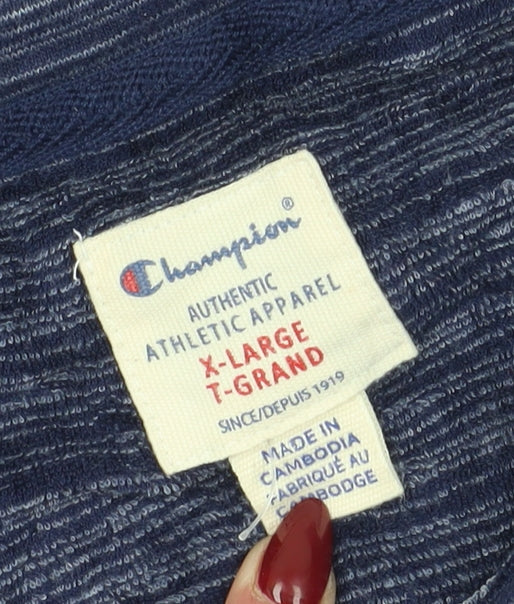 Champion®
AUTHENTIC
ATHLETIC APPAREL
X-LARGE
T-GRAND
SINCE/DEPUIS 1919
MADE IN
CAMBODIA
FABRIQUÉ AU
CAMBODGE